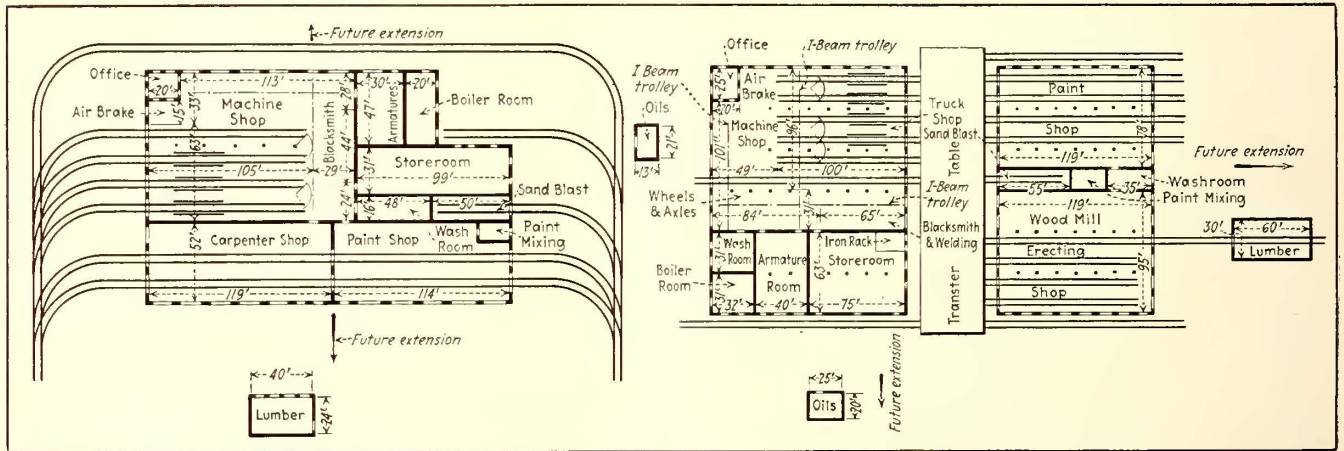 Future extension
Office
20'
113'
33'
15'
Air Brake
Machine
Shop
63'
105'
29'
Blacksmith
28'
44'
24'
30'
20'
47'
Armatures
Boiler Room
31'
Storeroom
99'
16'
48'
50'
Sand Blast
Wash
Room
Paint
Mixing
52'
Carpenter Shop
Paint Shop
119'
114'
Future extension
40'
Lumber
24'
Oils
21'
13'
I Beam
trolley
Office
I-Beam trolley
25'
20'
Air
Brake
96'
Machine
Shop
101'
49'
100'
Wheels
& Axles
31'
84'
65'
I-Beam
trolley
Blacksmith
& Welding
Wash
Room
31'
Boiler
Room
31'
32'
Armature
Room
40'
63'
Iron Rack
Storeroom
75'
Truck
Shop
Sand Blast
Table
Transfer
Paint
Shop
78'
119'
55'
35'
Washroom
Paint Mixing
119'
Wood Mill
Erecting
Shop
95'
Future extension
30'
60'
Lumber
25'
Oils
20'
Future extension